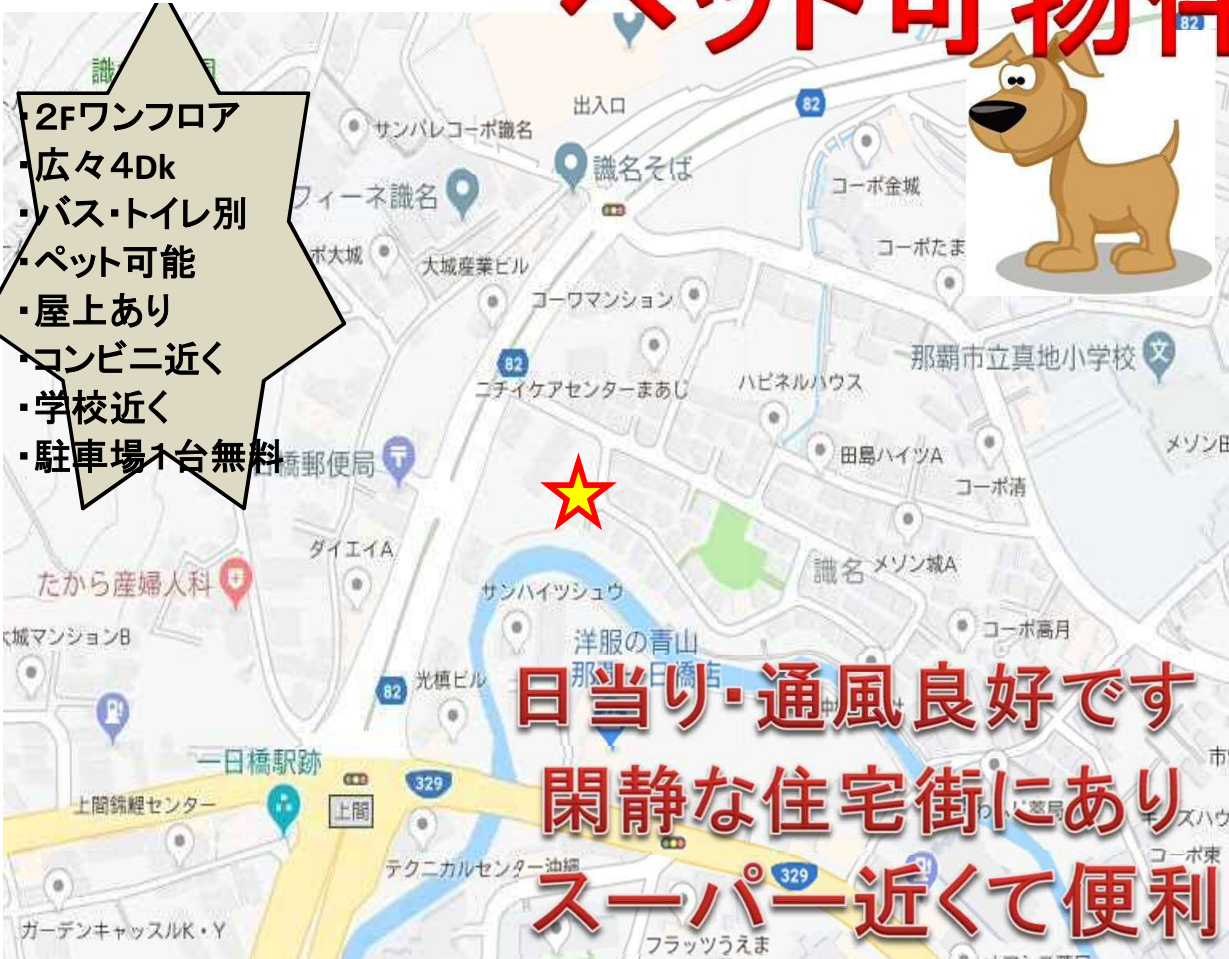 ペット可物件
・2Fワンフロア
・広々4Dk
・バス・トイレ別
・ペット可能
・屋上あり
・コンビニ近く
・学校近く
・駐車場1台無料
82
出入口
82
サンパレコーポ識名
識名そば
フィーネ識名
コーポ金城
ポ大城
大城産業ビル
コーポたま
コーワマンション
82
那覇市立真地小学校
ニチイケアセンターまあじ
ハピネルハウス
メゾン田
田島ハイツA
橋郵便局
コーポ清
ダイエイA
識名
メゾン城A
たから産婦人科
サンハイツシュウ
大城マンションB
洋服の青山
コーポ高月
日橋店
82
光槙ビル
日当り・通風良好です
一日橋駅跡
329
閑静な住宅街にあり
上間錦鯉センター
上間
テクニカルセンター沖縄
コーポ東
329
スーパー近くて便利
ガーデンキャッスルK・Y
フラッツうえま